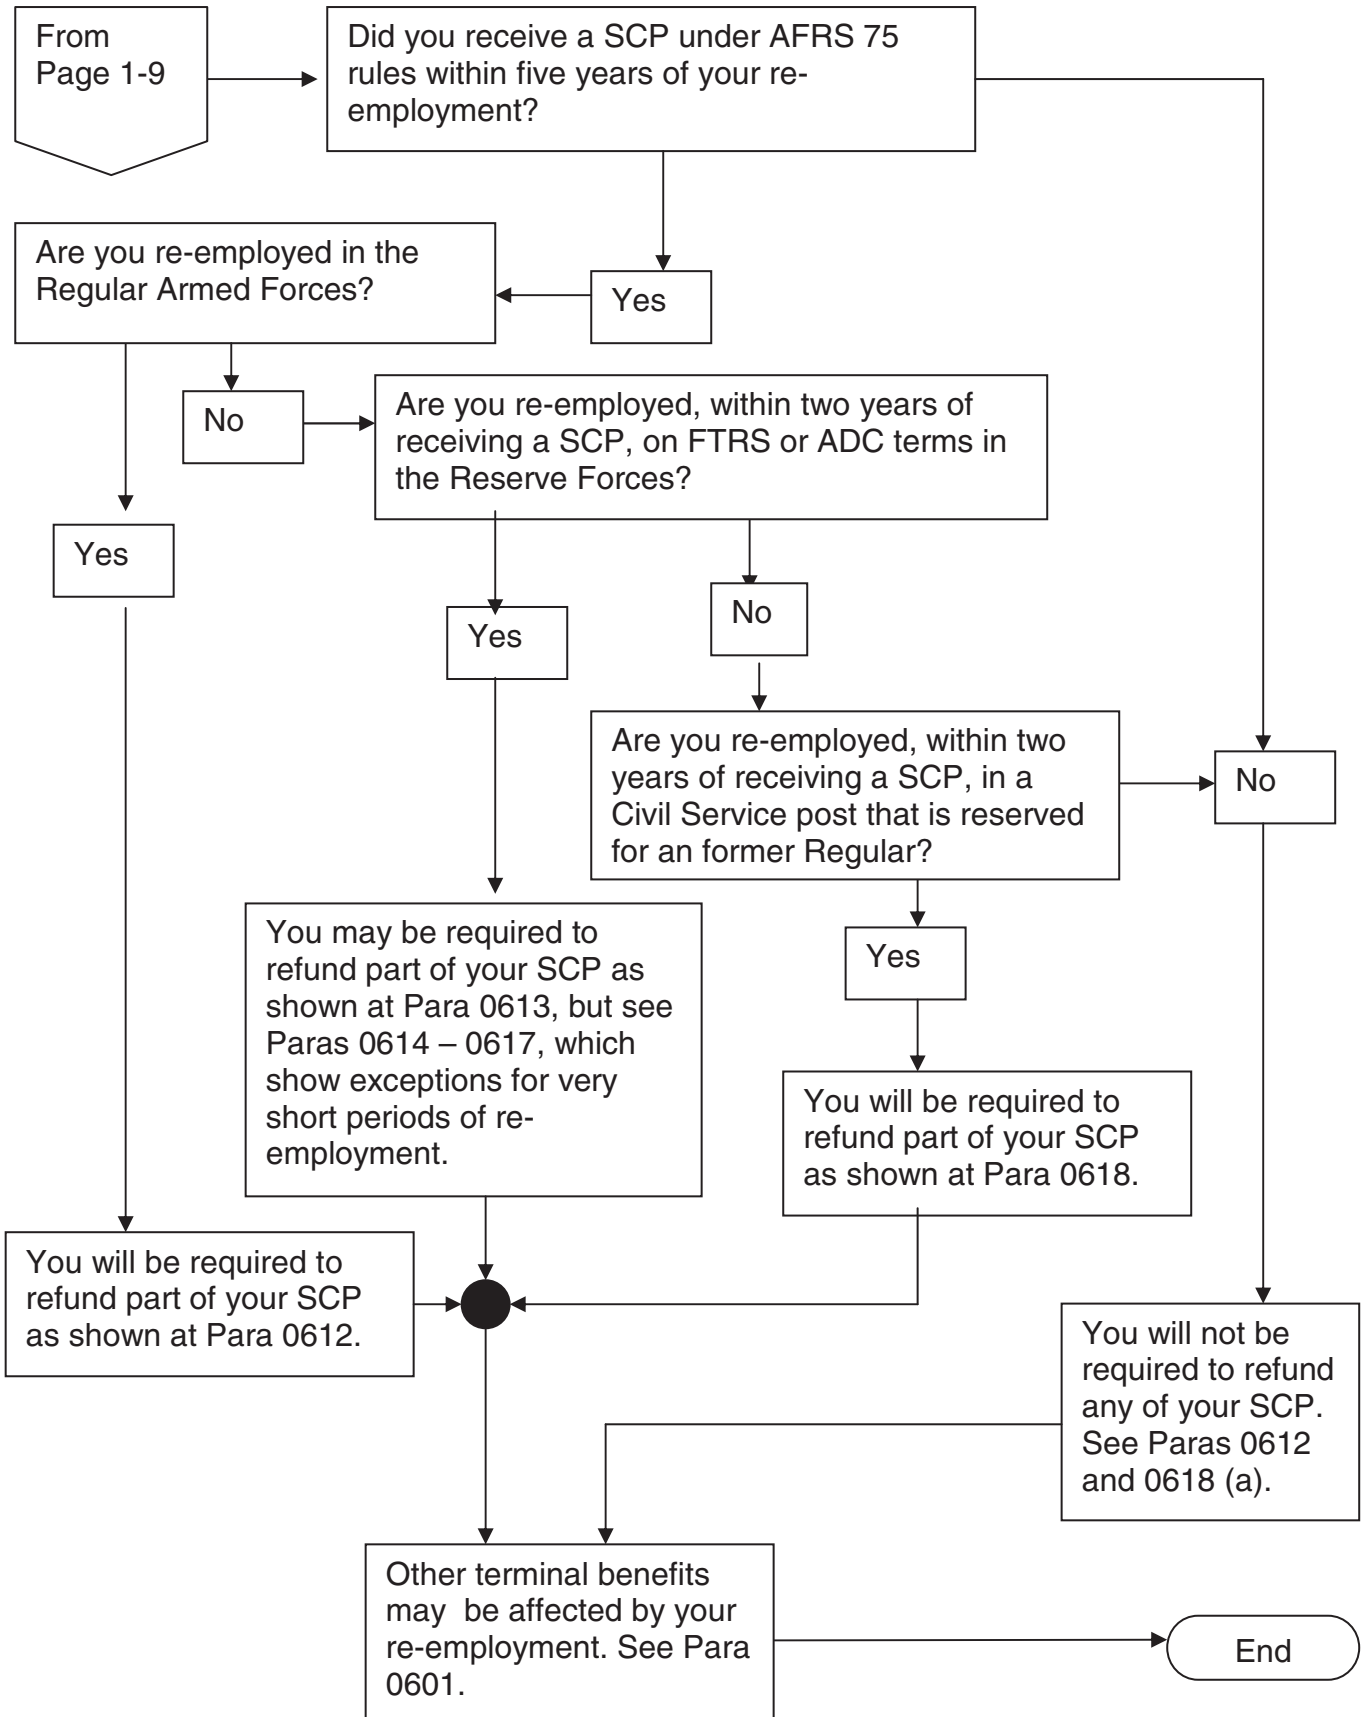 From
Page 1-9
Did you receive a SCP under AFRS 75
rules within five years of your re-
employment?
Are you re-employed in the
Regular Armed Forces?
Yes
No
Are you re-employed, within two years of
receiving a SCP, on FTRS or ADC terms in
the Reserve Forces?
Yes
Yes
No
Are you re-employed, within two
years of receiving a SCP, in a
Civil Service post that is reserved
for an former Regular?
No
Yes
You may be required to
refund part of your SCP as
shown at Para 0613, but see
Paras 0614 – 0617, which
show exceptions for very
short periods of re-
employment.
You will be required to
refund part of your SCP
as shown at Para 0618.
You will be required to
refund part of your SCP
as shown at Para 0612.
You will not be
required to refund
any of your SCP.
See Paras 0612
and 0618 (a).
Other terminal benefits
may  be affected by your
re-employment. See Para
0601.
End